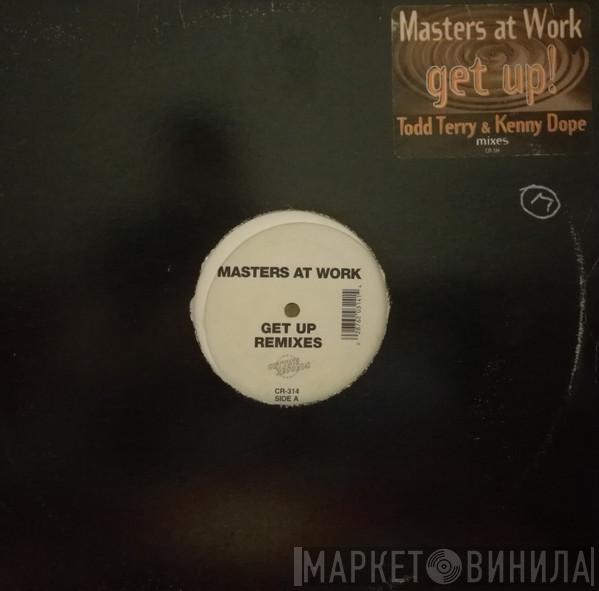 Masters at Work
get up!
Todd Terry & Kenny Dope
mixes
MASTERS AT WORK
GET UP
REMIXES
CR-314
SIDE A
МАРКЕТ ВИНИЛА